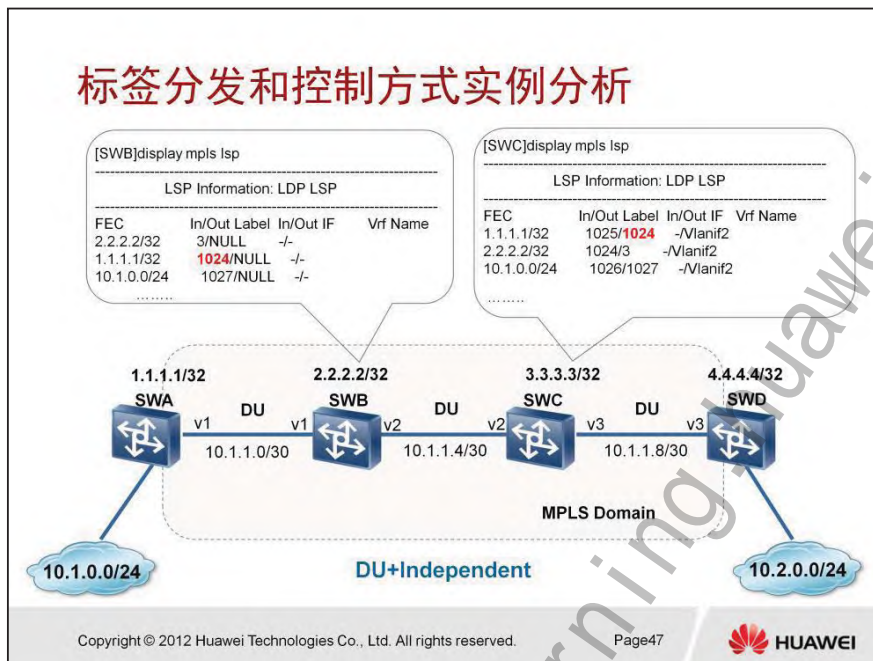 标签分发和控制方式实例分析
[SWB]display mpls lsp
----------------------------------------------------------------------
LSP Information: LDP LSP
----------------------------------------------------------------------
FEC In/Out Label In/Out IF Vrf Name
2.2.2.2/32 3/NULL -/-
1.1.1.1/32 1024/NULL -/-
10.1.0.0/24 1027/NULL -/-
........
[SWC]display mpls lsp
----------------------------------------------------------------------
LSP Information: LDP LSP
----------------------------------------------------------------------
FEC In/Out Label In/Out IF Vrf Name
1.1.1.1/32 1025/1024 -/Vlanif2
2.2.2.2/32 1024/3 -/Vlanif2
10.1.0.0/24 1026/1027 -/Vlanif2
........
1.1.1.1/32 2.2.2.2/32 3.3.3.3/32 4.4.4.4/32
SWA DU SWB DU SWC DU SWD
v1 v1 v2 v2 v3 v3
10.1.1.0/30 10.1.1.4/30 10.1.1.8/30
MPLS Domain
10.1.0.0/24 DU+Independent 10.2.0.0/24
Copyright © 2012 Huawei Technologies Co., Ltd. All rights reserved. Page47 HUAWEI
rning.huawei